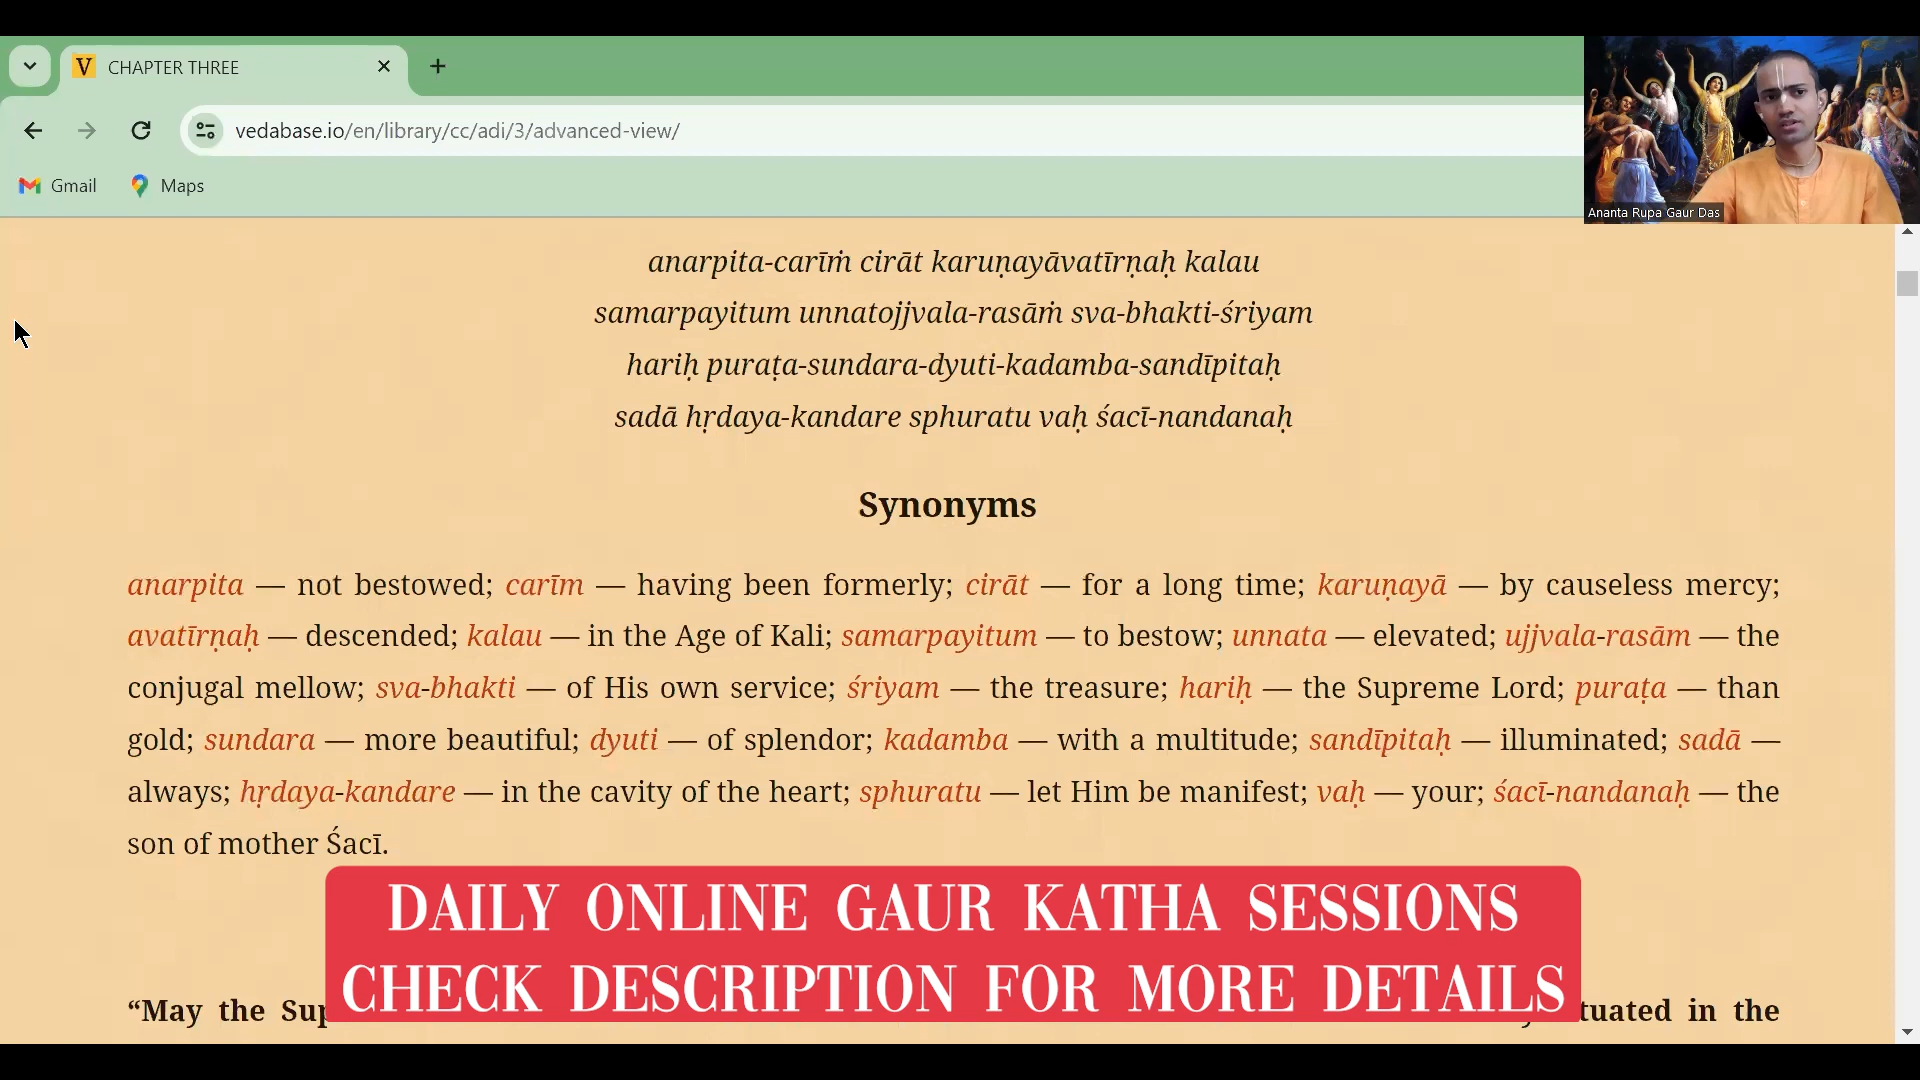 CHAPTER THREE
vedabase.io/en/library/cc/adi/3/advanced-view/
Gmail Maps
Ananta Rupa Gaur Das
anarpita-carīṁ cirāt karuṇayāvatīrṇaḥ kalau
samarpayitum unnatojjvala-rasāṁ sva-bhakti-śriyam
hariḥ puraṭa-sundara-dyuti-kadamba-sandīpitaḥ
sadā hṛdaya-kandare sphuratu vaḥ śacī-nandanaḥ
Synonyms
anarpita — not bestowed; carīm — having been formerly; cirāt — for a long time; karuṇayā — by causeless mercy;
avatīrṇaḥ — descended; kalau — in the Age of Kali; samarpayitum — to bestow; unnata — elevated; ujjvala-rasām — the
conjugal mellow; sva-bhakti — of His own service; śriyam — the treasure; hariḥ — the Supreme Lord; puraṭa — than
gold; sundara — more beautiful; dyuti — of splendor; kadamba — with a multitude; sandīpitaḥ — illuminated; sadā —
always; hṛdaya-kandare — in the cavity of the heart; sphuratu — let Him be manifest; vaḥ — your; śacī-nandanaḥ — the
son of mother Śacī.
DAILY ONLINE GAUR KATHA SESSIONS
CHECK DESCRIPTION FOR MORE DETAILS
“May the in the